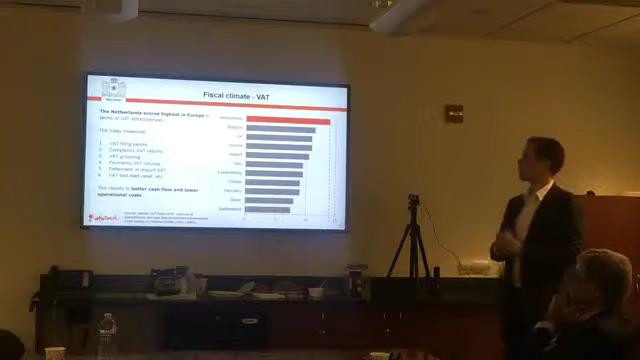 Fiscal climate - VAT
The Netherlands scores highest in Europe in
terms of VAT attractiveness.
The index measures:
1. VAT filing period
2. Complexity VAT returns
3. VAT grouping
4. Payments VAT refunds
5. Deferment of import VAT
6. VAT bad debt relief, etc.
This results in better cash flow and lower
operational costs
Netherlands
Belgium
UK
Austria
Ireland
Italy
Luxembourg
France
Germany
Spain
Switzerland